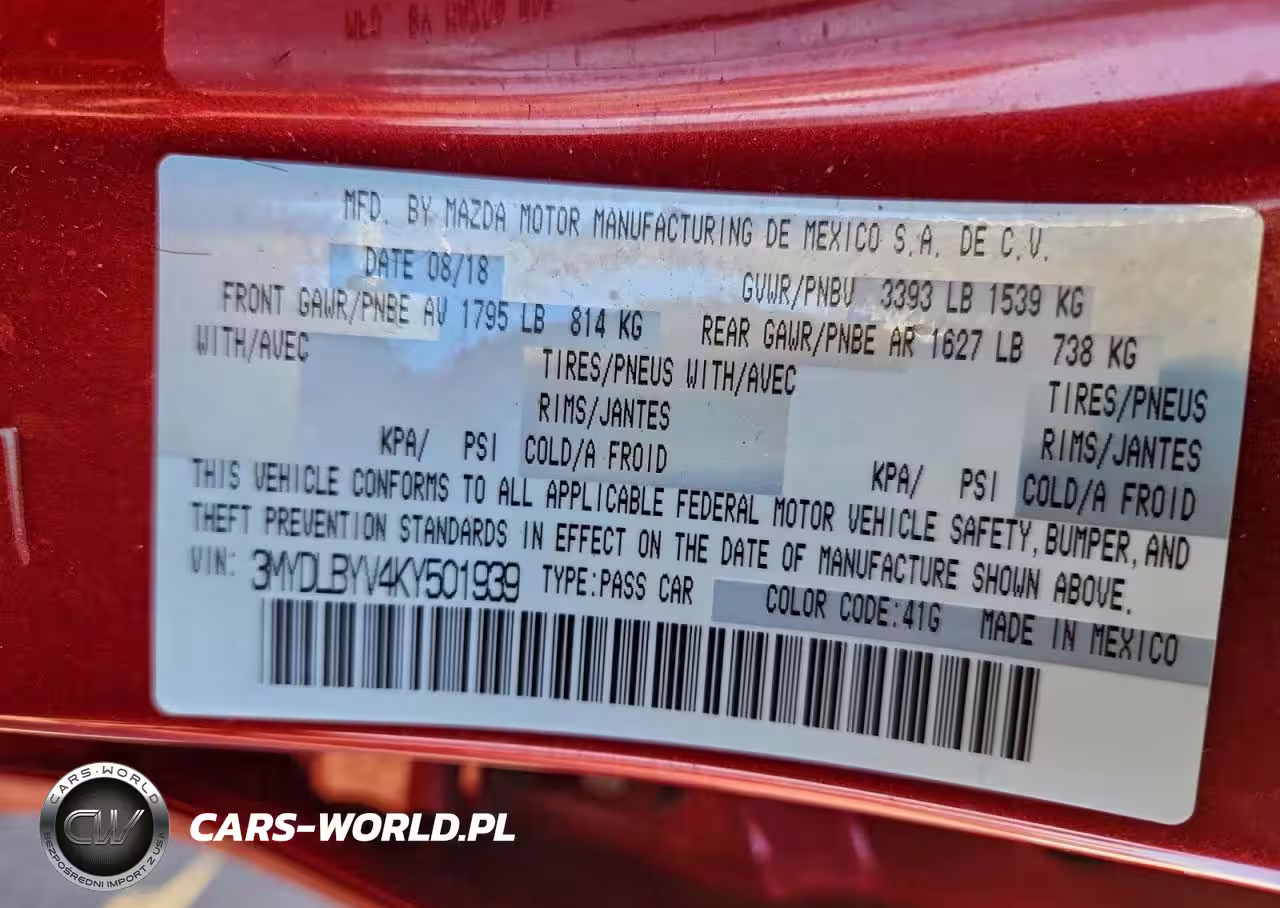 MFD. BY MAZDA MOTOR MANUFACTURING DE MEXICO S.A. DE C.V.
DATE 08/18 GVWR/PNBV 3393 LB 1539 KG
FRONT GAWR/PNBE AV 1795 LB 814 KG REAR GAWR/PNBE AR 1627 LB 738 KG
WITH/AVEC TIRES/PNEUS WITH/AVEC TIRES/PNEUS
RIMS/JANTES RIMS/JANTES
KPA/ PSI COLD/A FROID KPA/ PSI COLD/A FROID
THIS VEHICLE CONFORMS TO ALL APPLICABLE FEDERAL MOTOR VEHICLE SAFETY, BUMPER, AND
THEFT PREVENTION STANDARDS IN EFFECT ON THE DATE OF MANUFACTURE SHOWN ABOVE.
VIN: 3MYDLBYV4KY501939 TYPE:PASS CAR COLOR CODE:41G MADE IN MEXICO
CARS-WORLD
CW
BEZPOŚREDNI IMPORT Z USA
CARS-WORLD.PL